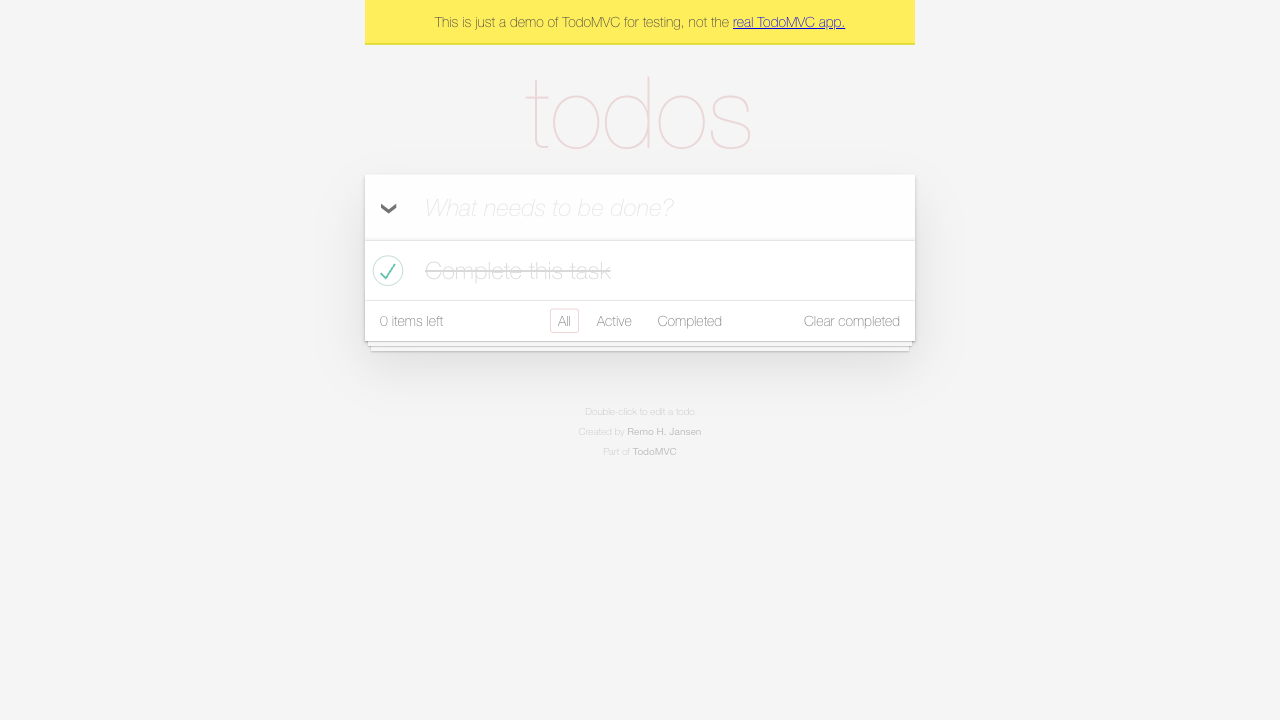 This is just a demo of TodoMVC for testing, not the real TodoMVC app.
todos
What needs to be done?
Complete this task
0 items left All Active Completed Clear completed
Double-click to edit a todo
Created by Remo H. Jansen
Part of TodoMVC